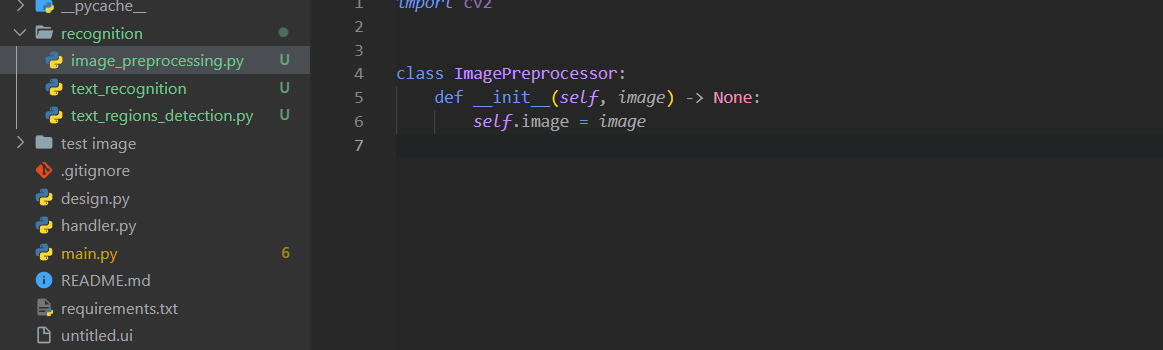 __pycache__
recognition
image_preprocessing.py U
text_recognition U
text_regions_detection.py U
test image
.gitignore
design.py
handler.py
main.py 6
README.md
requirements.txt
untitled.ui
1 import cv2
2
3
4 class ImagePreprocessor:
5     def __init__(self, image) -> None:
6         self.image = image
7